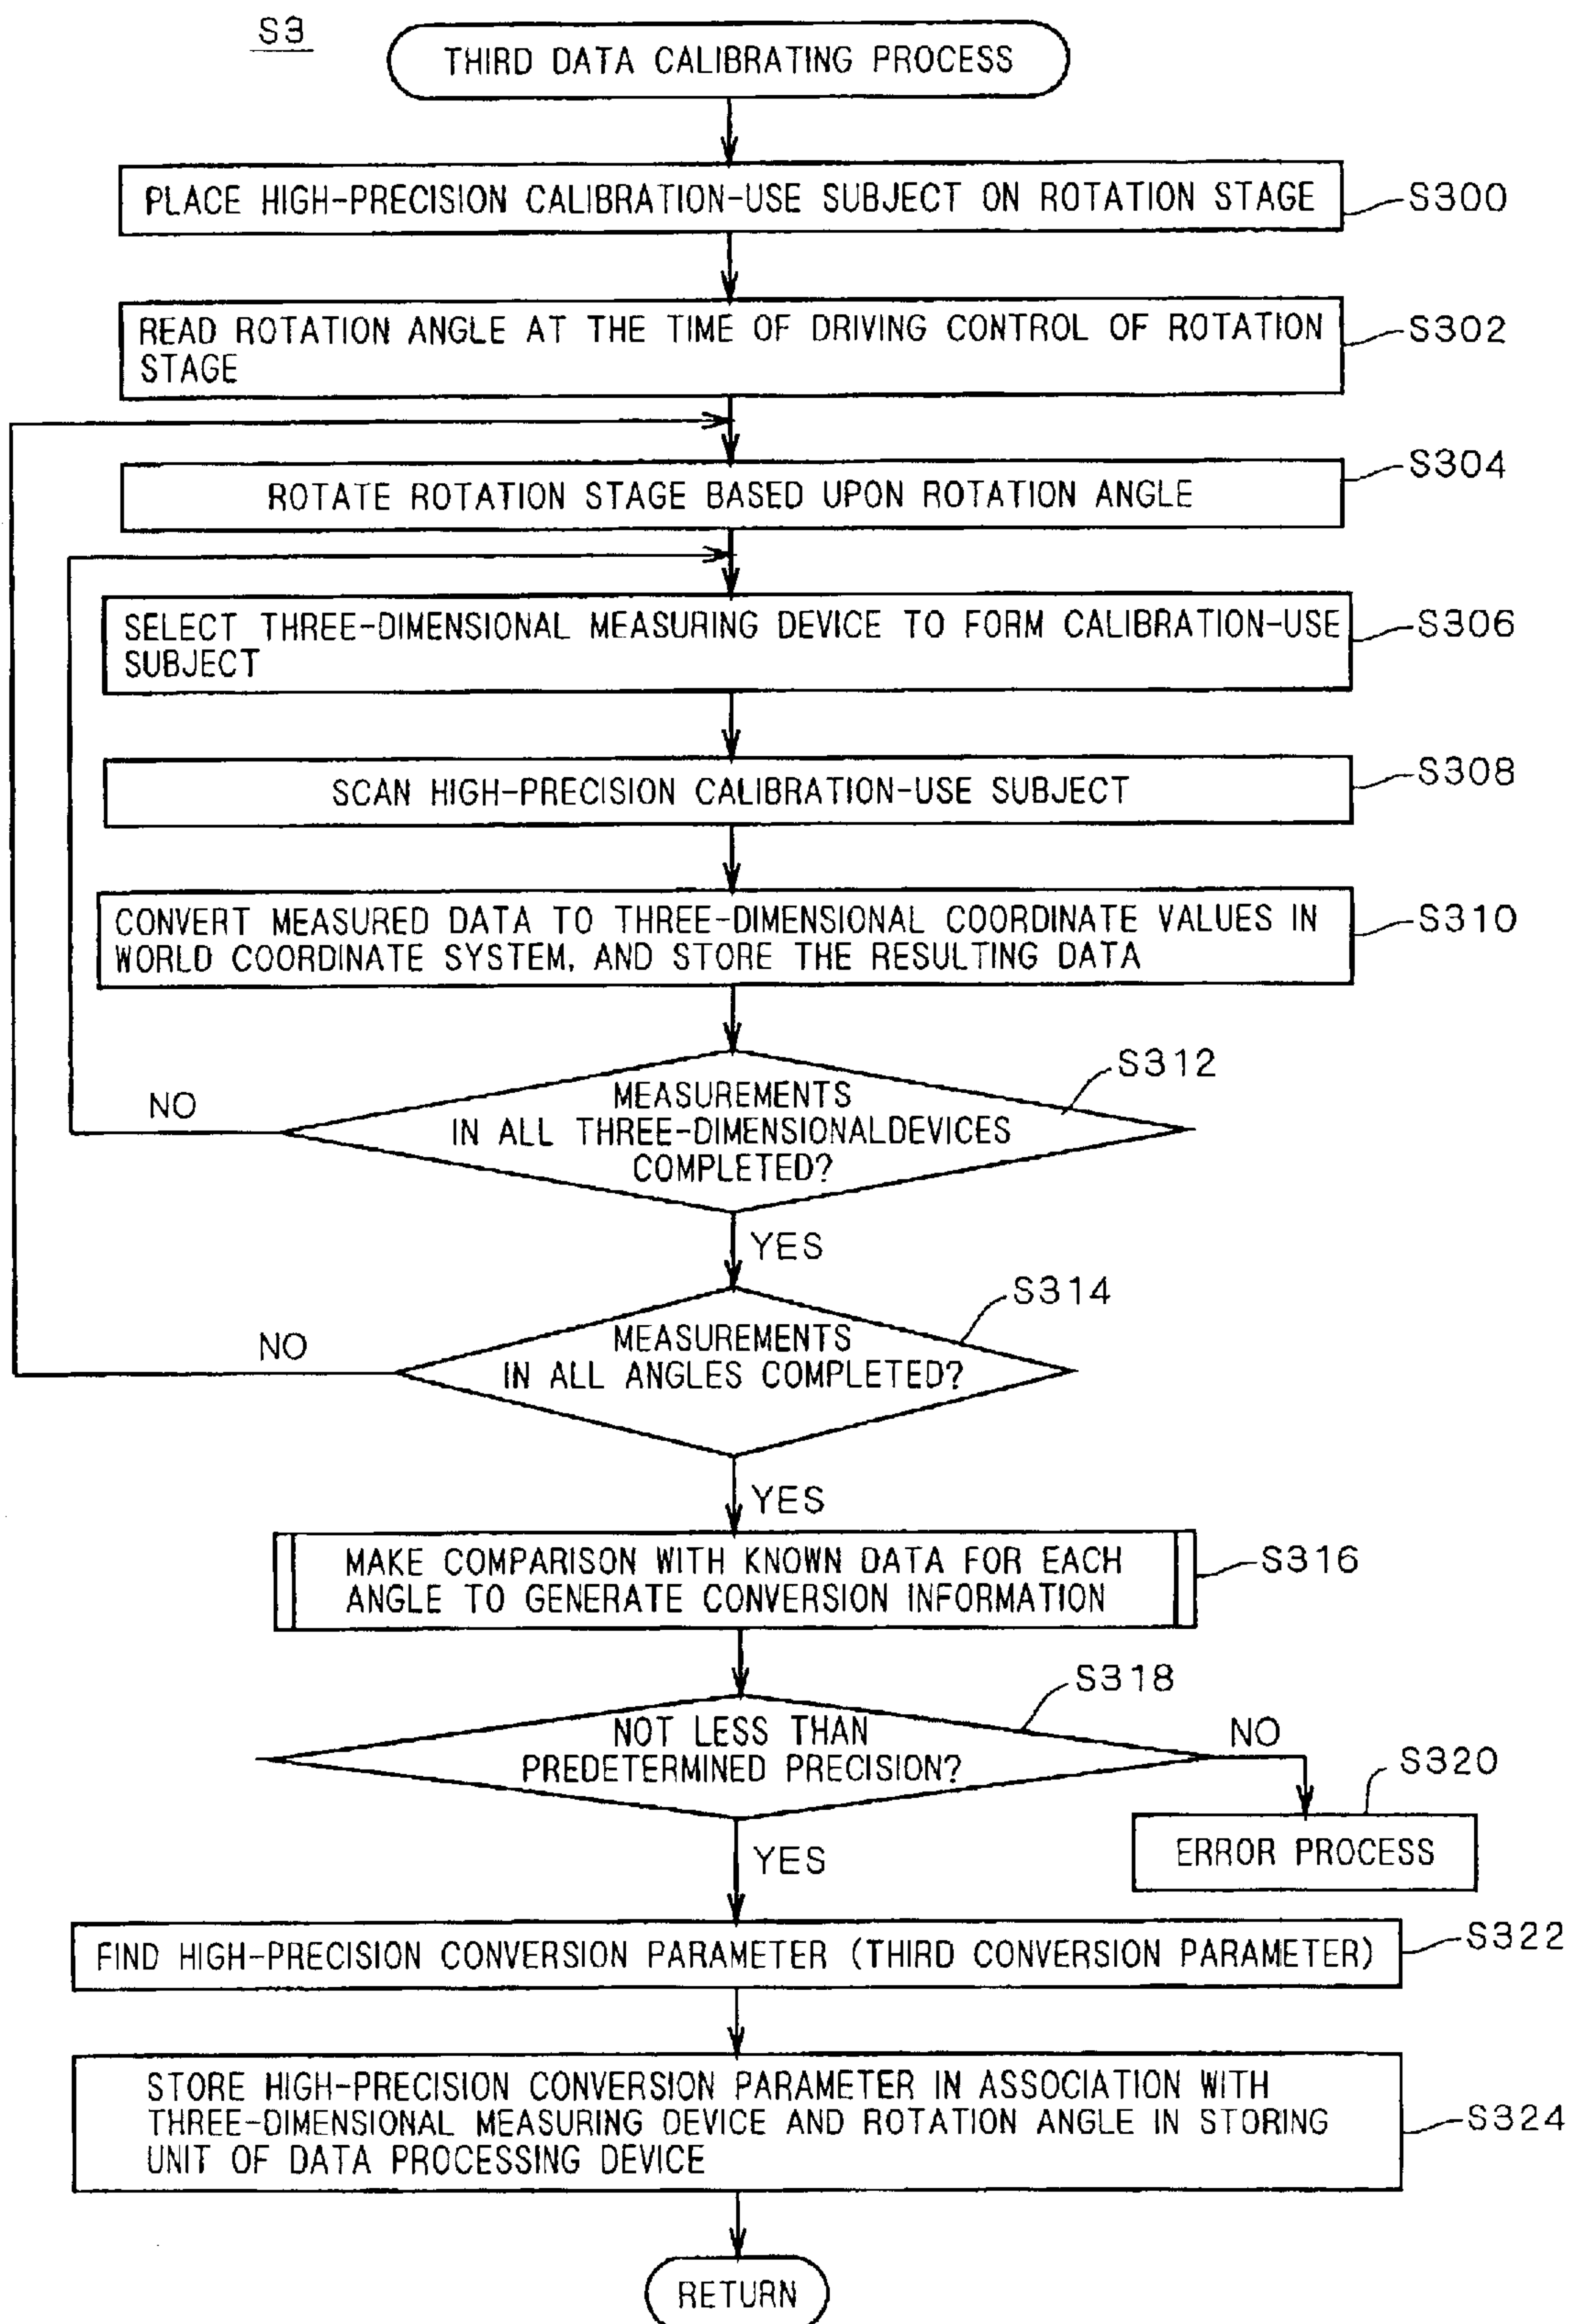 S3
THIRD DATA CALIBRATING PROCESS
PLACE HIGH-PRECISION CALIBRATION-USE SUBJECT ON ROTATION STAGE
S300
READ ROTATION ANGLE AT THE TIME OF DRIVING CONTROL OF ROTATION
STAGE
S302
ROTATE ROTATION STAGE BASED UPON ROTATION ANGLE
S304
SELECT THREE-DIMENSIONAL MEASURING DEVICE TO FORM CALIBRATION-USE
SUBJECT
S306
SCAN HIGH-PRECISION CALIBRATION-USE SUBJECT
S308
CONVERT MEASURED DATA TO THREE-DIMENSIONAL COORDINATE VALUES IN
WORLD COORDINATE SYSTEM, AND STORE THE RESULTING DATA
S310
MEASUREMENTS
IN ALL THREE-DIMENSIONALDEVICES
COMPLETED?
S312
NO
YES
MEASUREMENTS
IN ALL ANGLES COMPLETED?
S314
NO
YES
MAKE COMPARISON WITH KNOWN DATA FOR EACH
ANGLE TO GENERATE CONVERSION INFORMATION
S316
NOT LESS THAN
PREDETERMINED PRECISION?
S318
NO
YES
S320
ERROR PROCESS
FIND HIGH-PRECISION CONVERSION PARAMETER (THIRD CONVERSION PARAMETER)
S322
STORE HIGH-PRECISION CONVERSION PARAMETER IN ASSOCIATION WITH
THREE-DIMENSIONAL MEASURING DEVICE AND ROTATION ANGLE IN STORING
UNIT OF DATA PROCESSING DEVICE
S324
RETURN